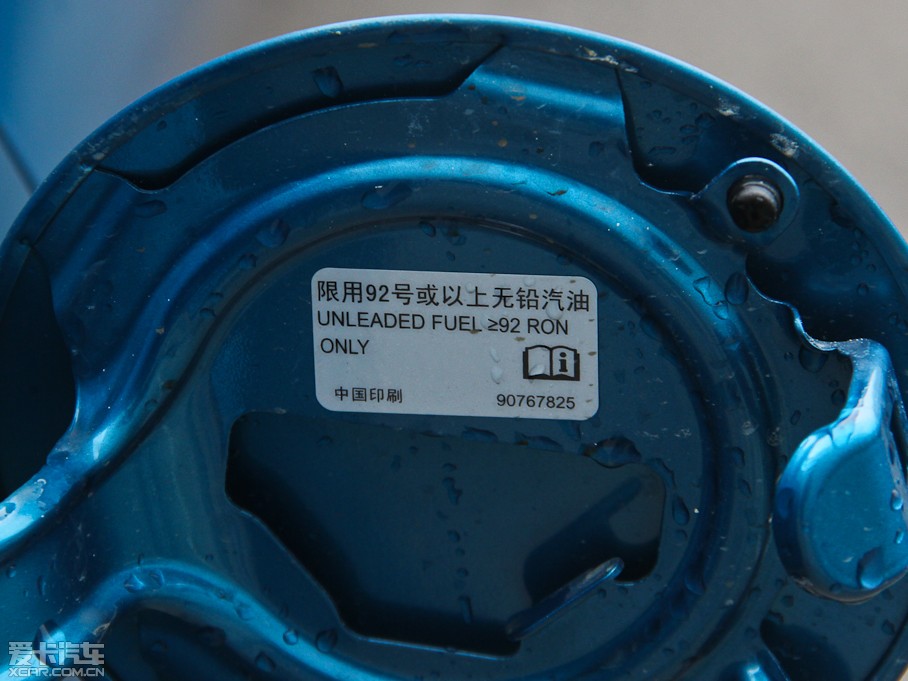 限用92号或以上无铅汽油
UNLEADED FUEL ≥92 RON
ONLY
i
中国印刷 90767825
爱卡汽车
XCAR.COM.CN